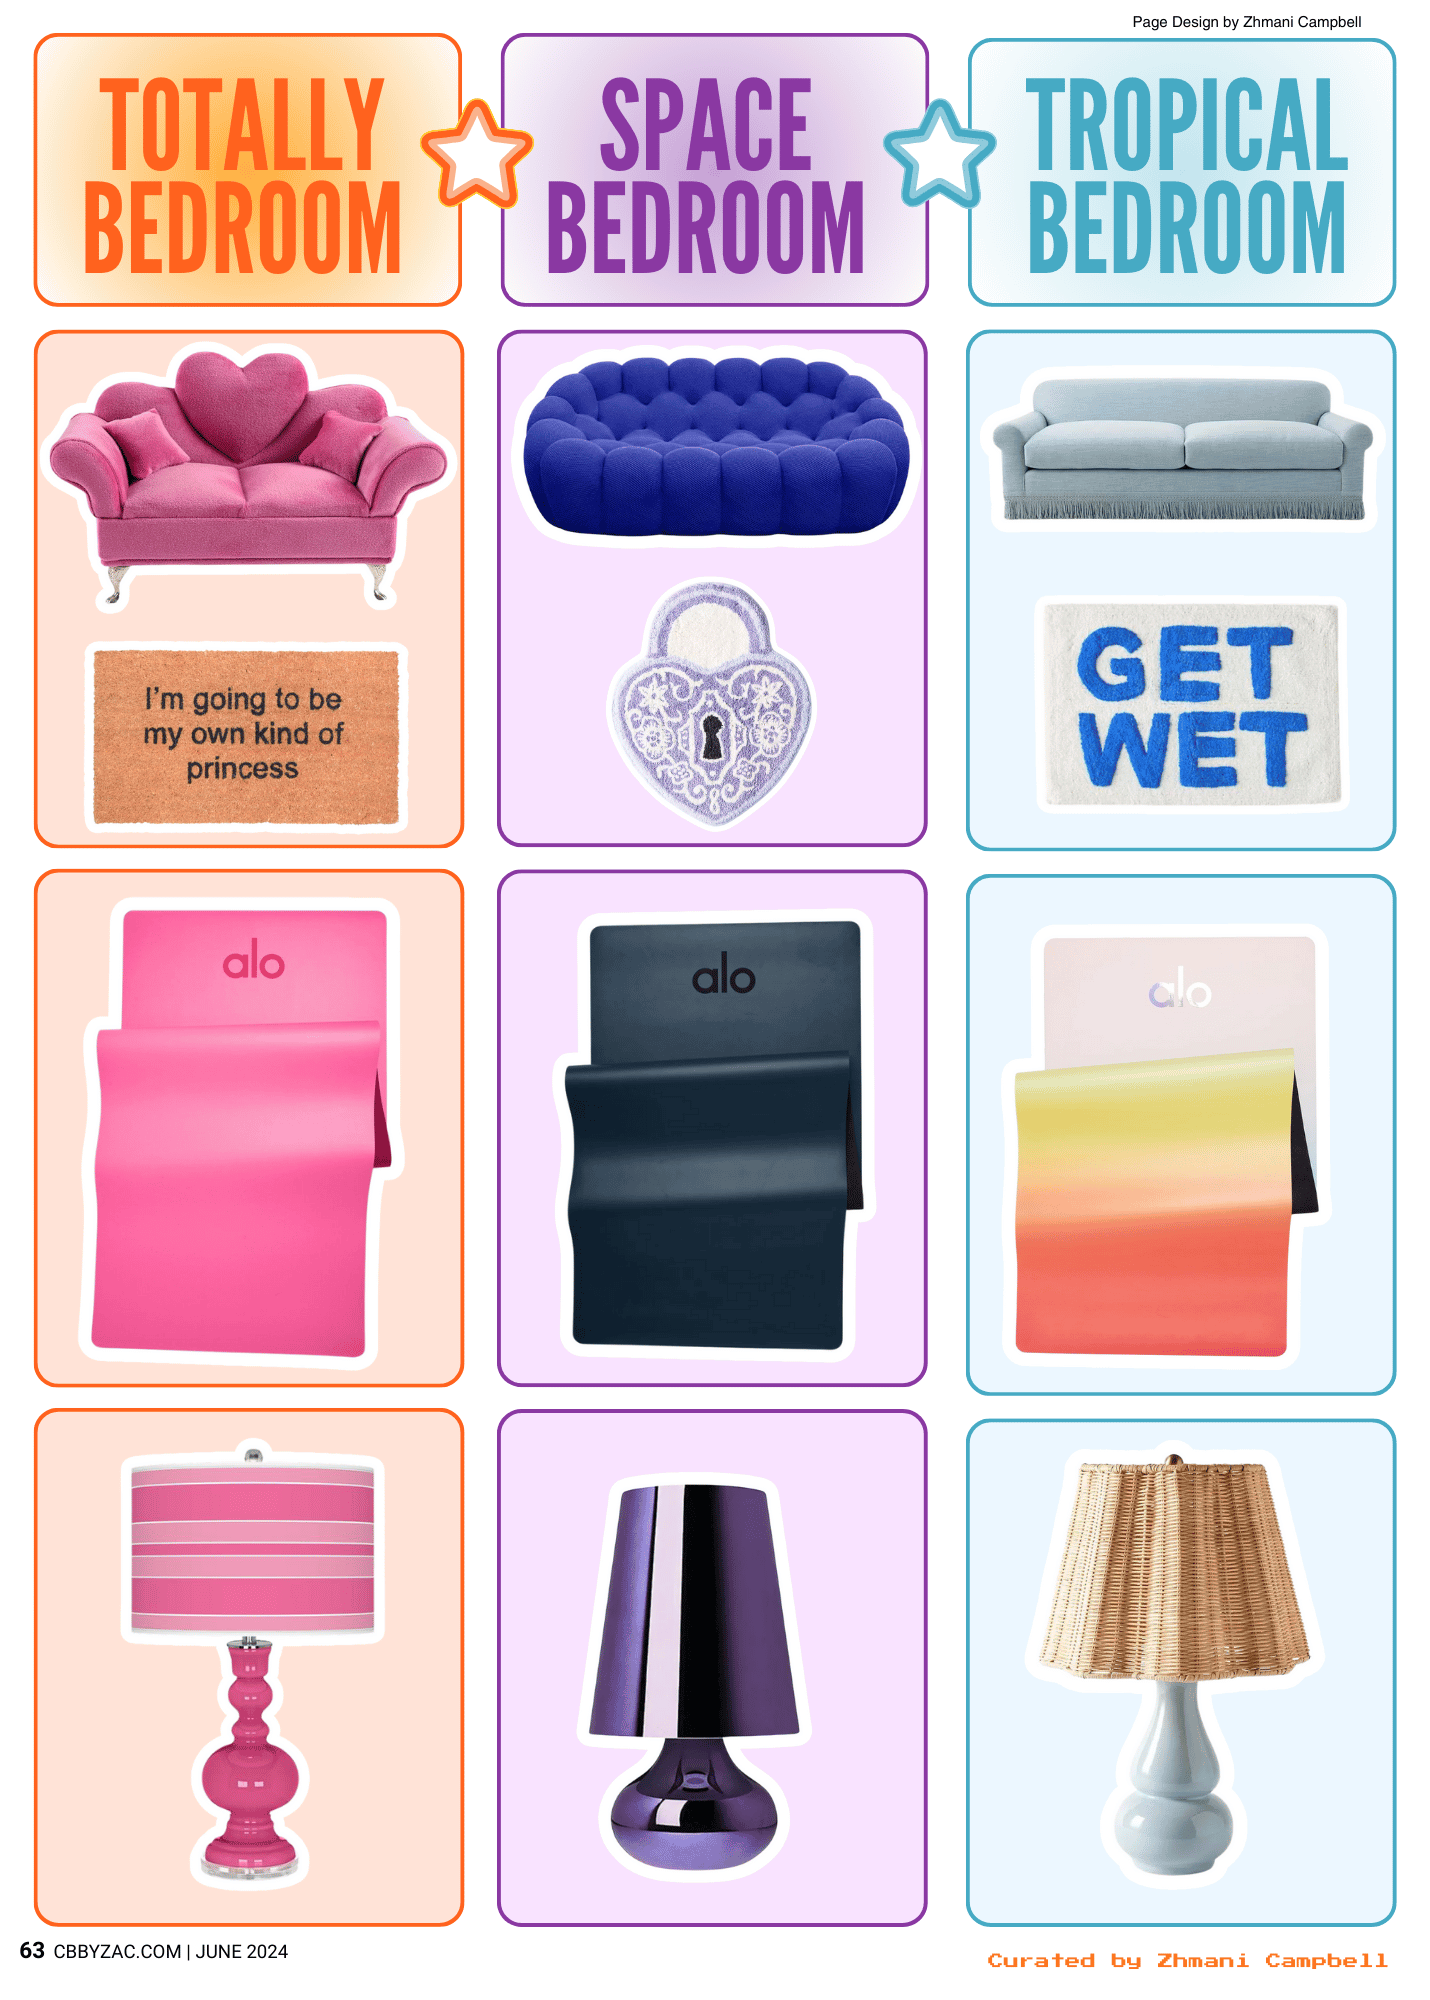 Page Design by Zhmani Campbell
TOTALLY
BEDROOM
SPACE
BEDROOM
TROPICAL
BEDROOM
I'm going to be
my own kind of
princess
GET
WET
alo
alo
alo
63 CBBYZAC.COM | JUNE 2024
Curated by Zhmani Campbell